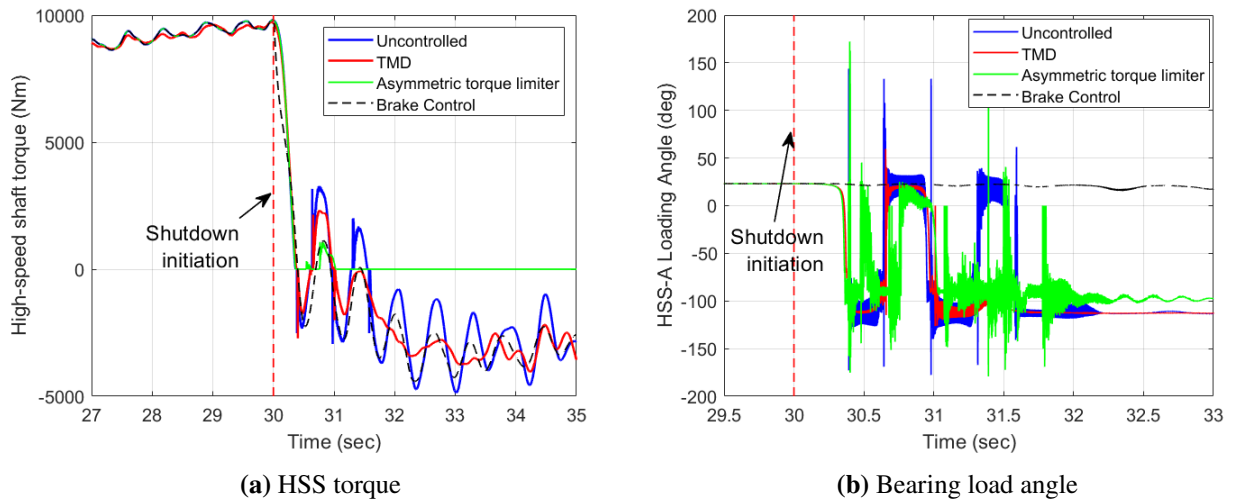 High-speed shaft torque (Nm)
10000
5000
0
-5000
27
28
29
30
31
32
33
34
35
Time (sec)
Uncontrolled
TMD
Asymmetric torque limiter
Brake Control
Shutdown
initiation
(a) HSS torque
HSS-A Loading Angle (deg)
200
150
100
50
0
-50
-100
-150
-200
29.5
30
30.5
31
31.5
32
32.5
33
Time (sec)
Uncontrolled
TMD
Asymmetric torque limiter
Brake Control
Shutdown
initiation
(b) Bearing load angle